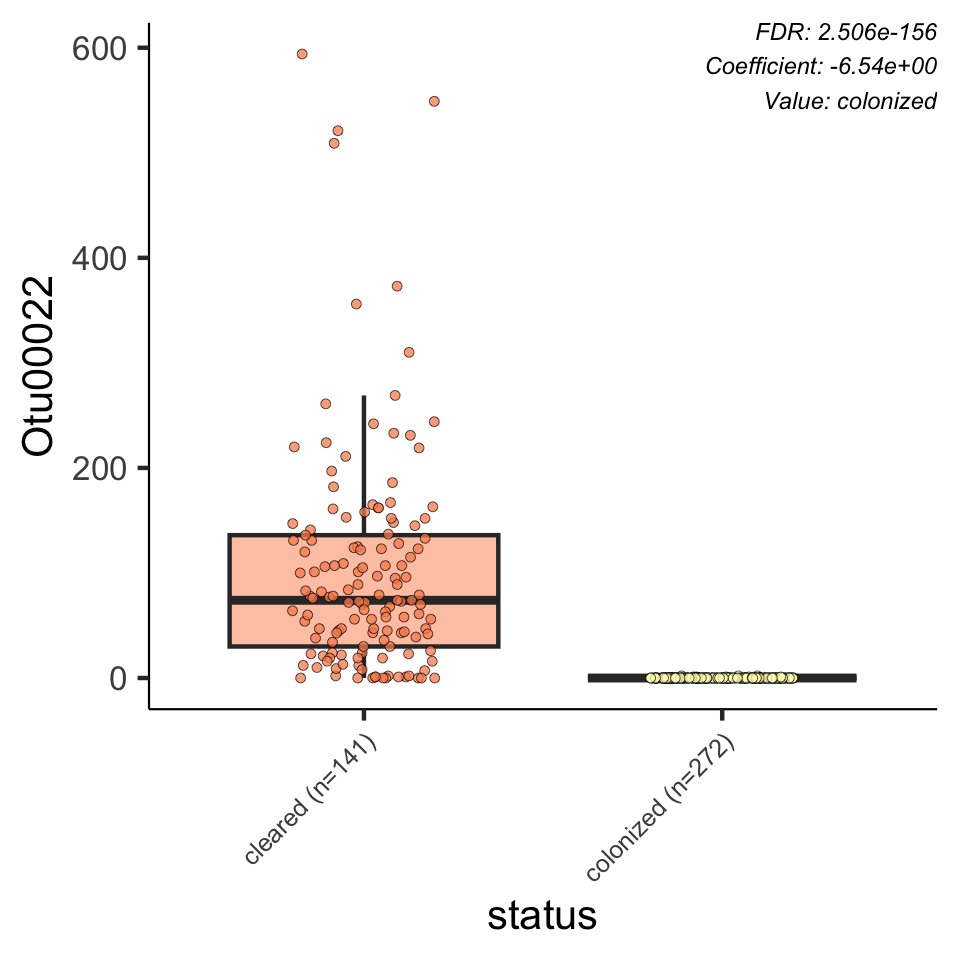 FDR: 2.506e-156
Coefficient: -6.54e+00
Value: colonized
600
400
200
0
Otu00022
cleared (n=141)
colonized (n=272)
status